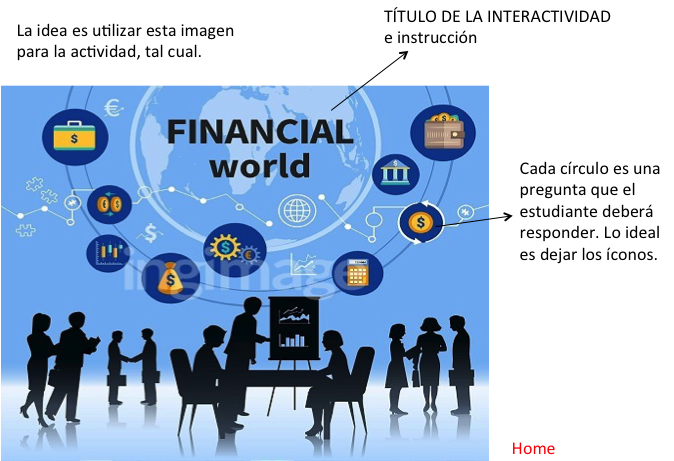 La idea es utilizar esta imagen
para la actividad, tal cual.
TÍTULO DE LA INTERACTIVIDAD
e instrucción
FINANCIAL
world
Cada círculo es una
pregunta que el
estudiante deberá
responder. Lo ideal
es dejar los íconos.
ingimage
Home